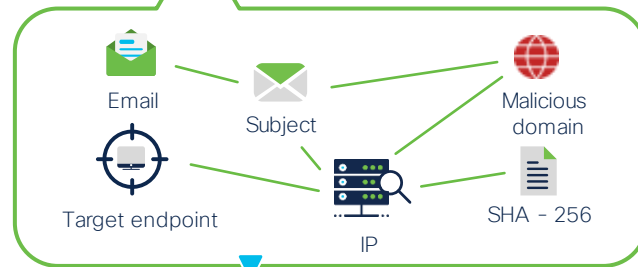 Email
Subject
Malicious
domain
Target endpoint
IP
SHA - 256